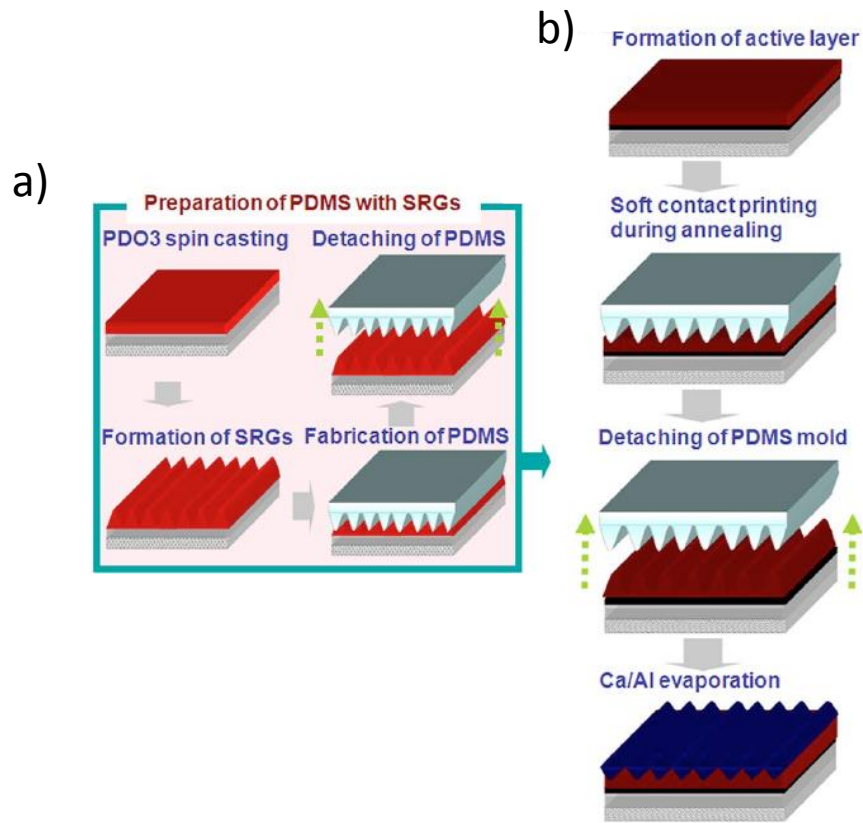 a)
Preparation of PDMS with SRGs
PDO3 spin casting
Detaching of PDMS
Formation of SRGs
Fabrication of PDMS
b)
Formation of active layer
Soft contact printing
during annealing
Detaching of PDMS mold
Ca/Al evaporation